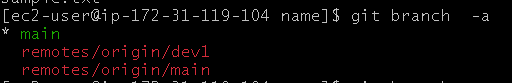 [ec2-user@ip-172-31-119-104 name]$ git branch  -a
* main
  remotes/origin/dev1
  remotes/origin/main